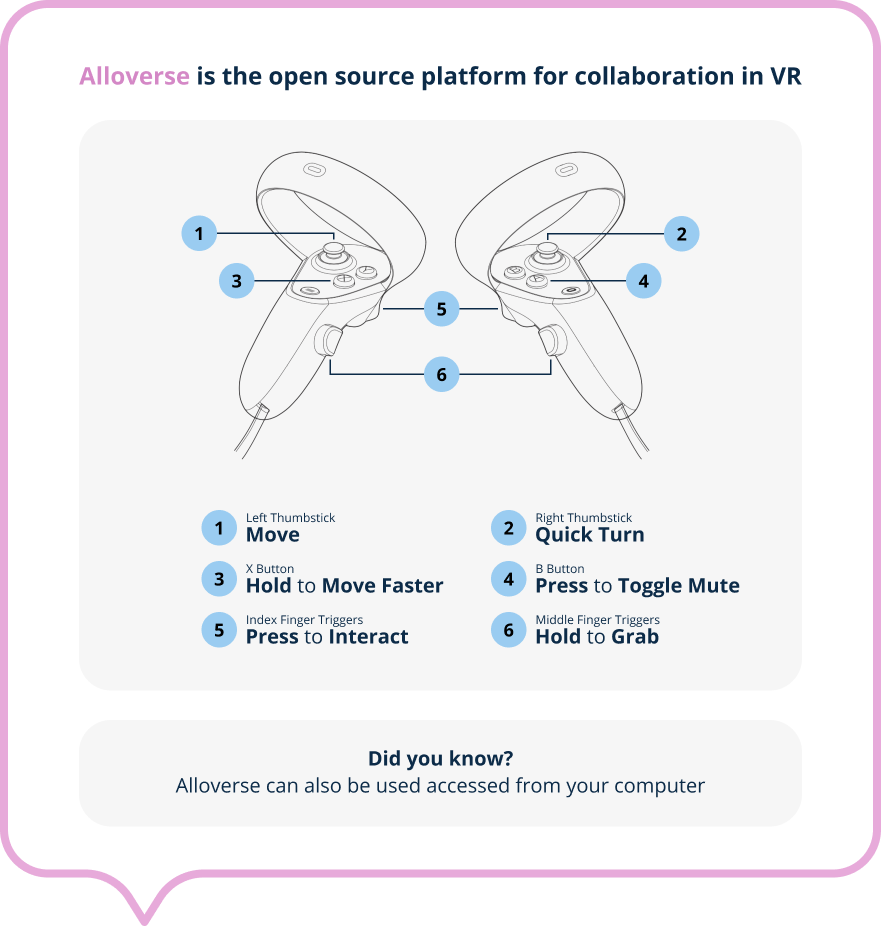 Alloverse is the open source platform for collaboration in VR
1
2
3
4
5
6
1
Left Thumbstick
Move
2
Right Thumbstick
Quick Turn
3
X Button
Hold to Move Faster
4
B Button
Press to Toggle Mute
5
Index Finger Triggers
Press to Interact
6
Middle Finger Triggers
Hold to Grab
Did you know?
Alloverse can also be used accessed from your computer